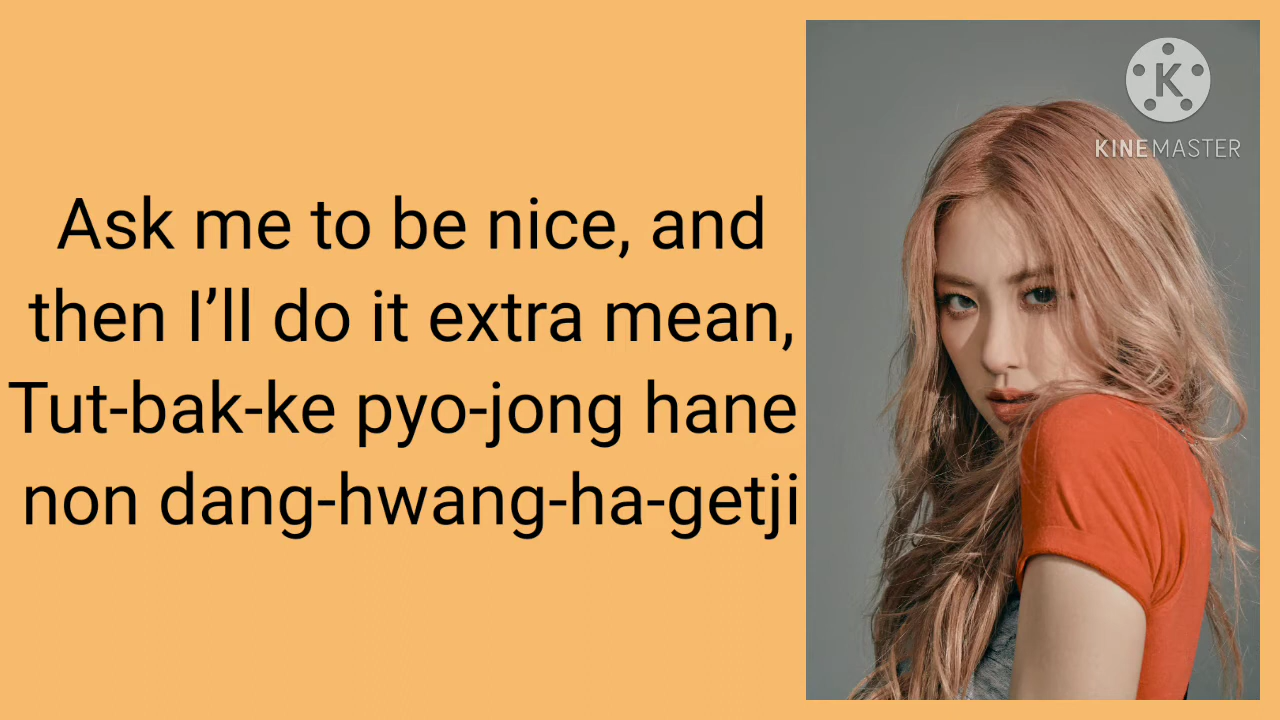 Ask me to be nice, and
then I’ll do it extra mean,
Tut-bak-ke pyo-jong hane
non dang-hwang-ha-getji
K
KINEMASTER